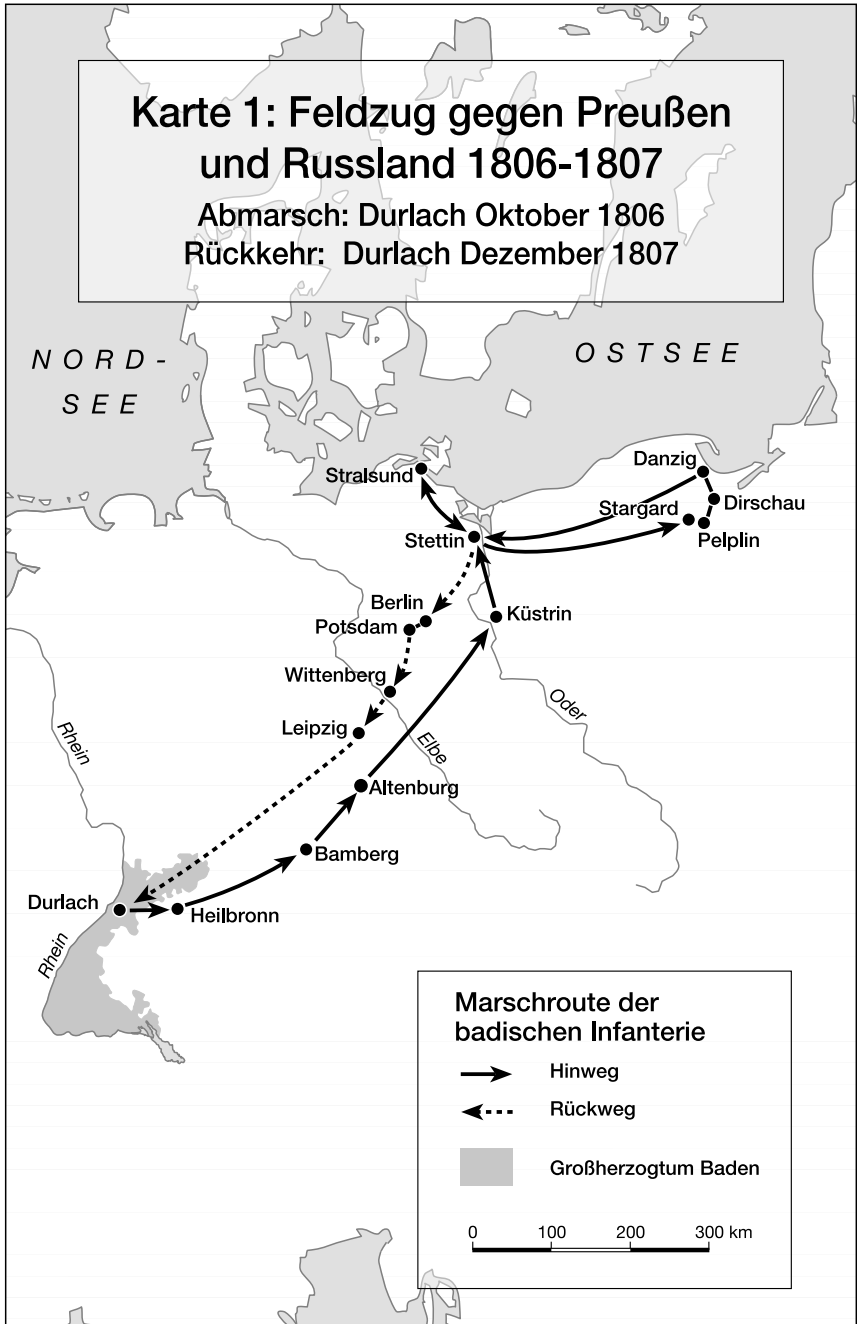 Karte 1: Feldzug gegen Preußen
und Russland 1806-1807
Abmarsch: Durlach Oktober 1806
Rückkehr: Durlach Dezember 1807
NORD-
SEE
OSTSEE
Stralsund
Danzig
Dirschau
Stargard
Pelplin
Stettin
Berlin
Küstrin
Potsdam
Wittenberg
Leipzig
Rhein
Elbe
Oder
Altenburg
Bamberg
Durlach
Heilbronn
Rhein
Marschroute der
badischen Infanterie
Hinweg
Rückweg
Großherzogtum Baden
0 100 200 300 km